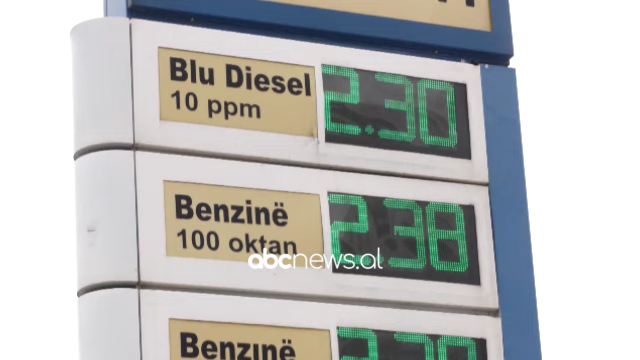 Blu Diesel
10 ppm
2.30
Benzinë
100 oktan
2.38
abcnews.al
Benzinë